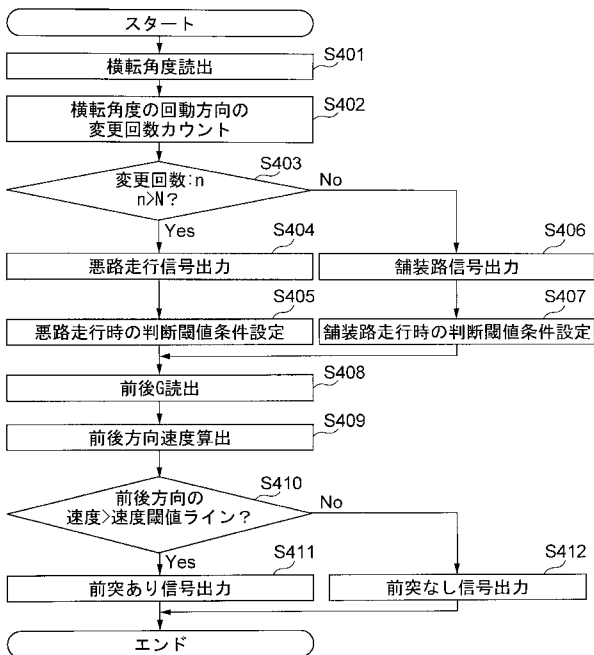 スタート
S401
横転角度読出
S402
横転角度の回動方向の
変更回数カウント
S403
変更回数:n
n>N?
No
Yes
S404
悪路走行信号出力
S406
舗装路信号出力
S405
悪路走行時の判断閾値条件設定
S407
舗装路走行時の判断閾値条件設定
S408
前後G読出
S409
前後方向速度算出
S410
前後方向の
速度>速度閾値ライン?
No
Yes
S411
前突あり信号出力
S412
前突なし信号出力
エンド